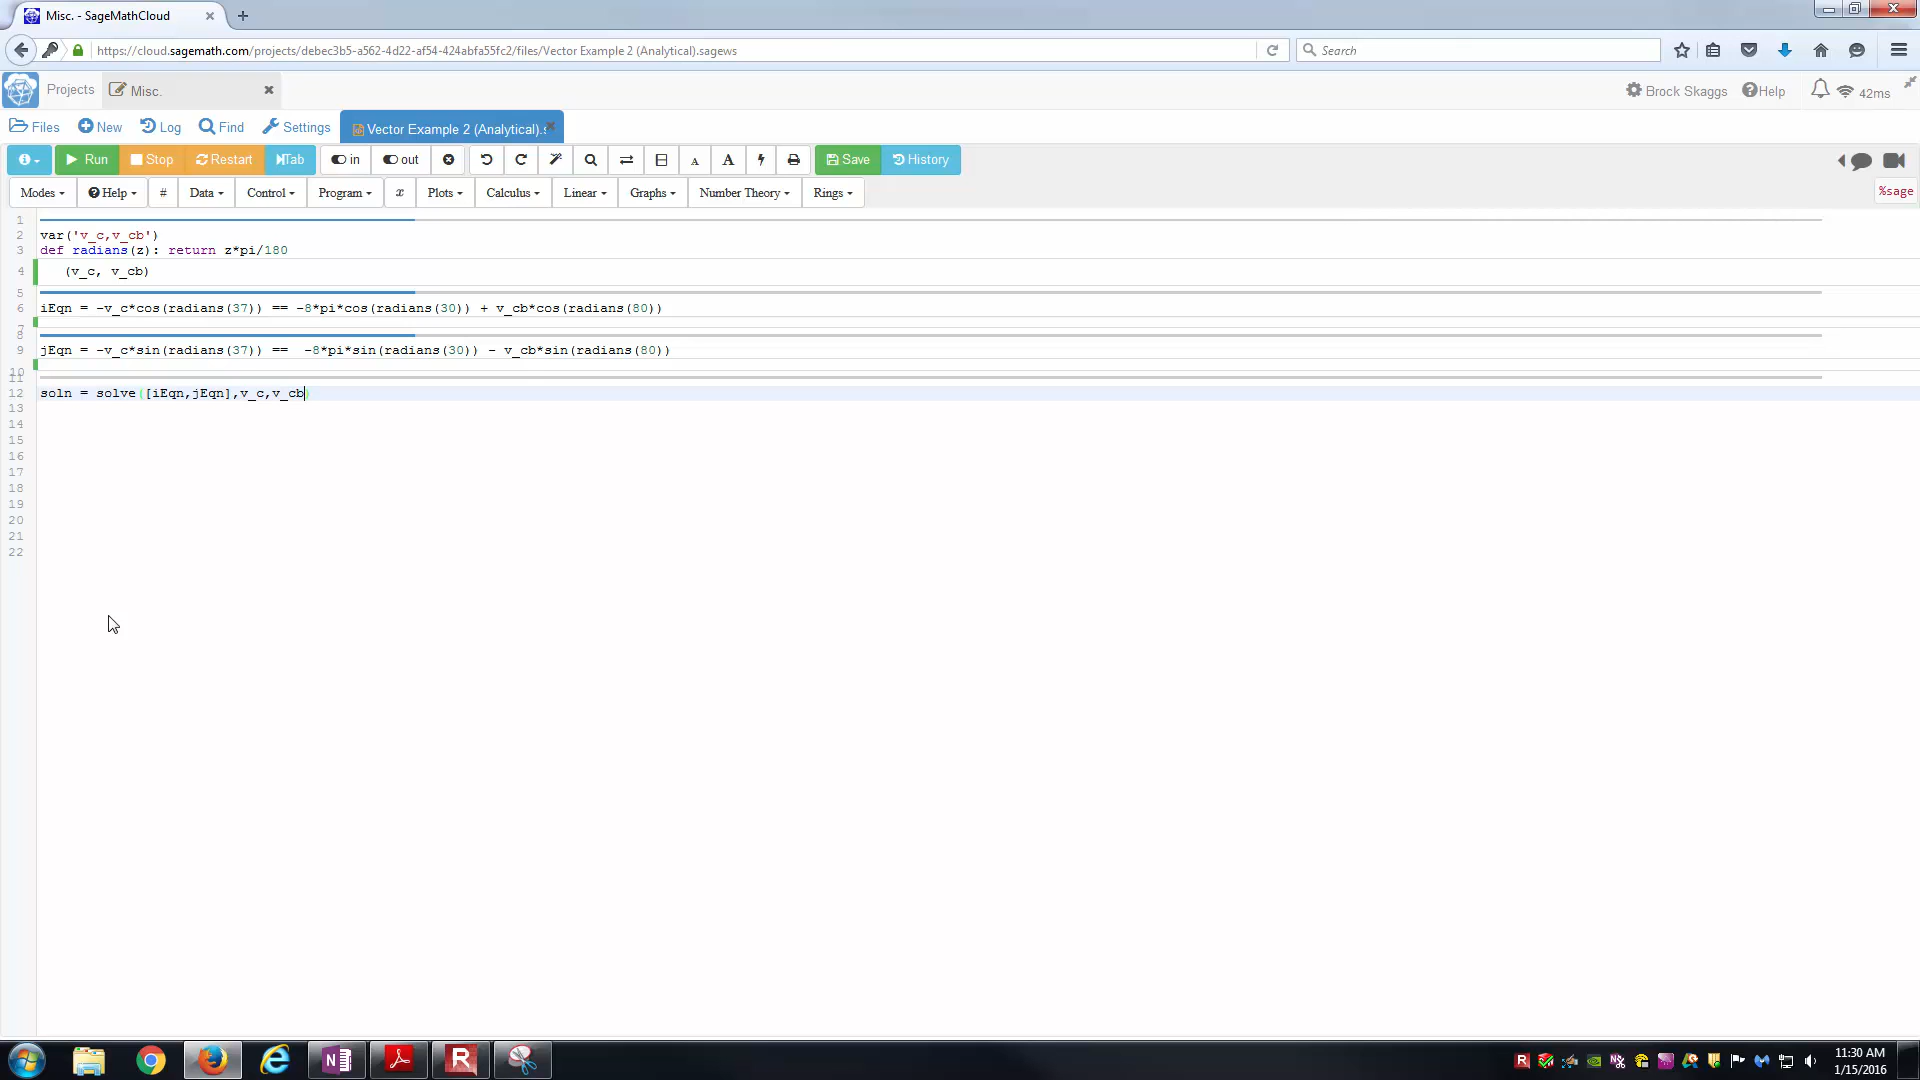 Misc. - SageMathCloud
https://cloud.sagemath.com/projects/debec3b5-a562-4d22-af54-424abfa55fc2/files/Vector Example 2 (Analytical).sagews
Search
Projects
Misc.
Brock Skaggs
Help
42ms
Files
New
Log
Find
Settings
Vector Example 2 (Analytical).s
Run
Stop
Restart
Tab
in
out
A
A
Save
History
Modes
Help
#
Data
Control
Program
x
Plots
Calculus
Linear
Graphs
Number Theory
Rings
%sage
1
2 var('v_c,v_cb')
3 def radians(z): return z*pi/180
4 (v_c, v_cb)
5
6 iEqn = -v_c*cos(radians(37)) == -8*pi*cos(radians(30)) + v_cb*cos(radians(80))
7
8
9 jEqn = -v_c*sin(radians(37)) ==  -8*pi*sin(radians(30)) - v_cb*sin(radians(80))
10
11
12 soln = solve([iEqn,jEqn],v_c,v_cb)
13
14
15
16
17
18
19
20
21
22
11:30 AM
1/15/2016